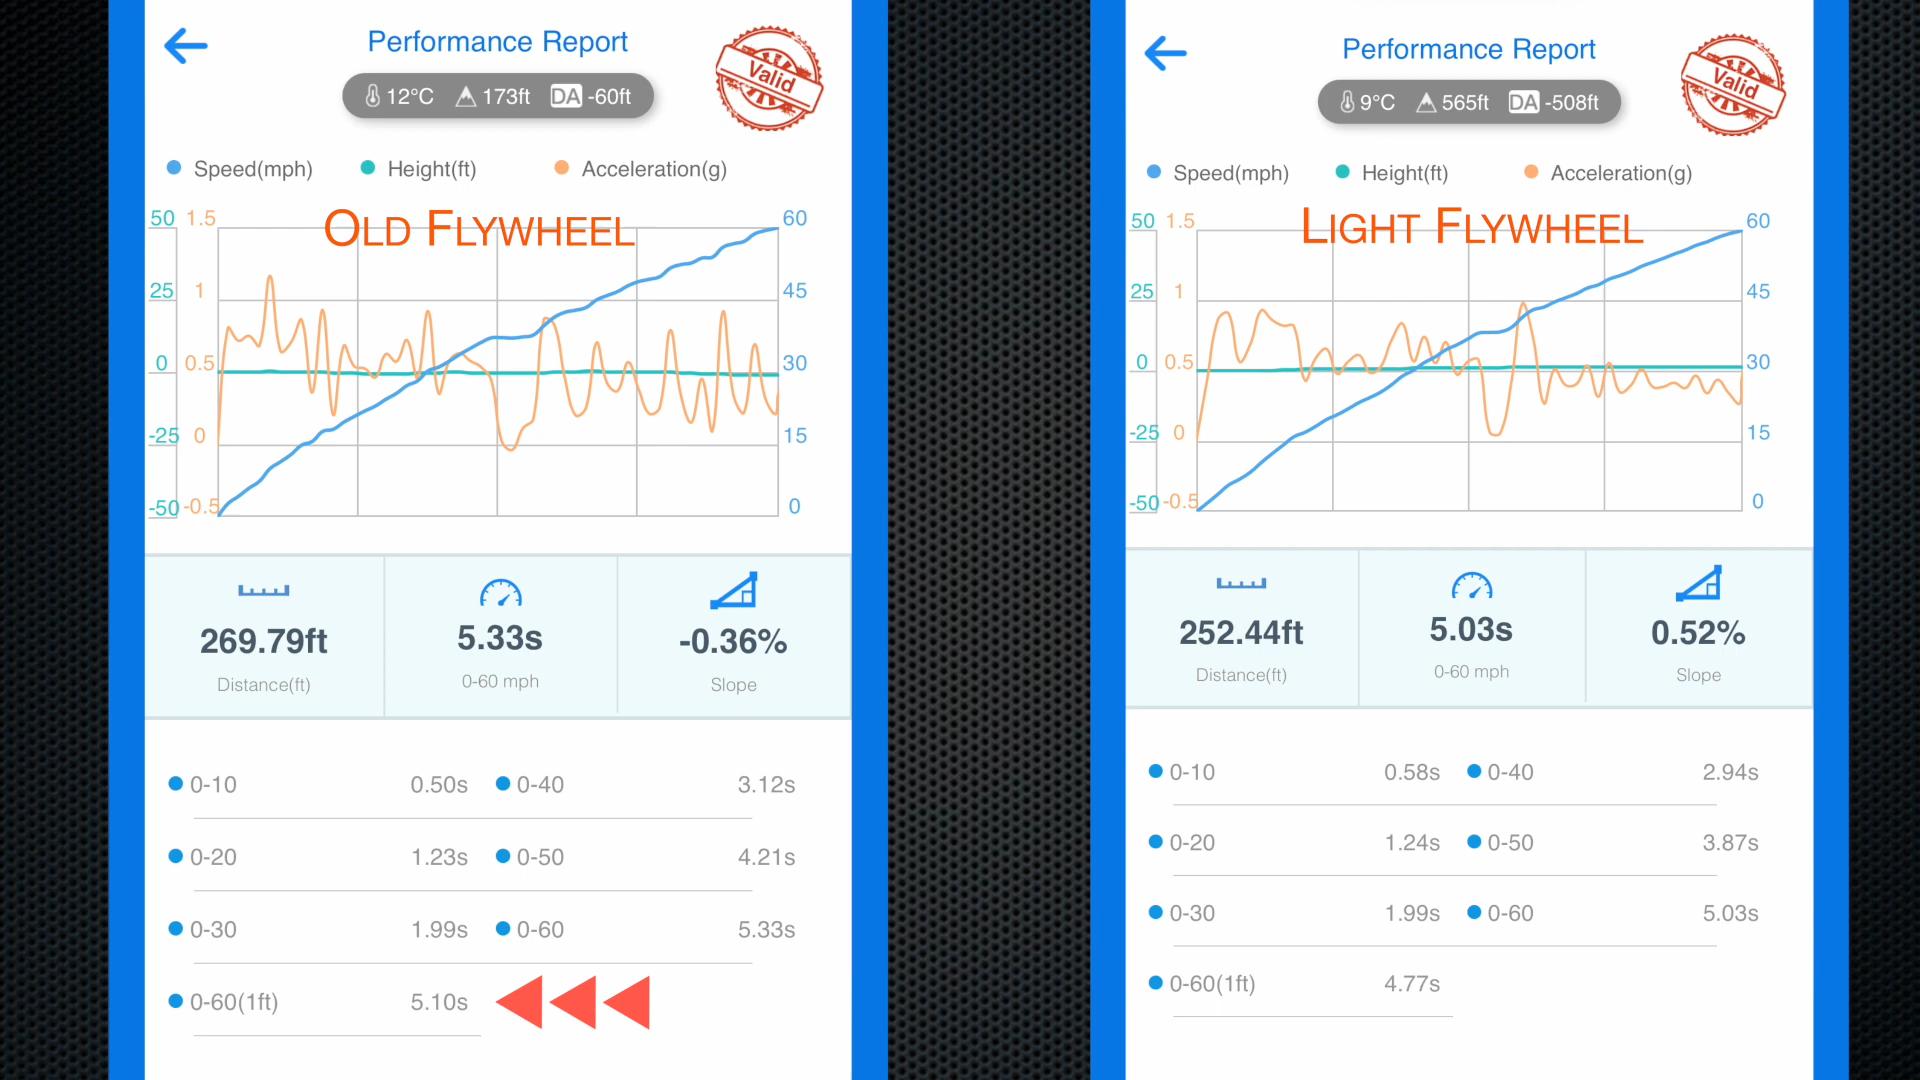 Performance Report
12°C 173ft DA -60ft
Valid
Speed(mph) Height(ft) Acceleration(g)
OLD FLYWHEEL
50 1.5 60
25 1 45
0 0.5 30
-25 0 15
-50 -0.5 0
269.79ft 5.33s -0.36%
Distance(ft) 0-60 mph Slope
0-10 0.50s 0-40 3.12s
0-20 1.23s 0-50 4.21s
0-30 1.99s 0-60 5.33s
0-60(1ft) 5.10s
Performance Report
9°C 565ft DA -508ft
Valid
Speed(mph) Height(ft) Acceleration(g)
LIGHT FLYWHEEL
50 1.5 60
25 1 45
0 0.5 30
-25 0 15
-50 -0.5 0
252.44ft 5.03s 0.52%
Distance(ft) 0-60 mph Slope
0-10 0.58s 0-40 2.94s
0-20 1.24s 0-50 3.87s
0-30 1.99s 0-60 5.03s
0-60(1ft) 4.77s